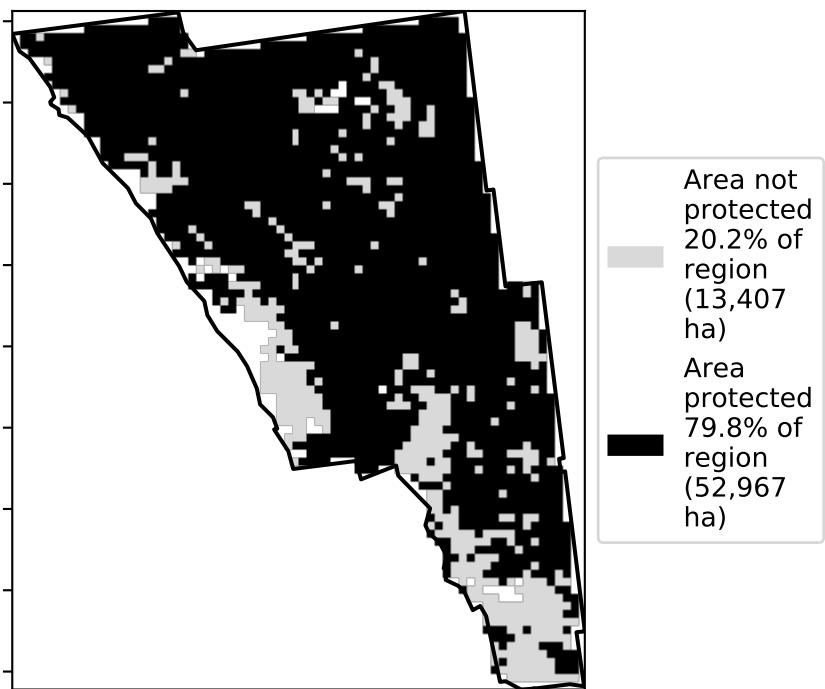 Area not
protected
20.2% of
region
(13,407
ha)
Area
protected
79.8% of
region
(52,967
ha)